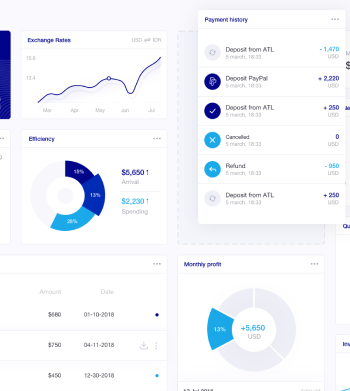 Payment history
Deposit from ATL
- 1,470
9 march, 18:33
USD
Deposit PayPal
+ 2,220
5 march, 18:33
USD
Deposit from ATL
+ 250
5 march, 18:33
USD
Cancelled
0
5 march, 18:33
USD
Refund
- 950
5 march, 18:33
USD
Deposit from ATL
+ 250
5 march, 18:33
USD
Exchange Rates
USD ⇌ IDR
15.6
15.4
Mar
Apr
May
Jun
Jul
Efficiency
15%
13%
35%
$5,650 ↑
Arrival
$2,230 ↑
Spending
Amount
Date
$680
01-10-2018
$750
04-11-2018
$450
12-30-2018
Monthly profit
13%
+5,650
USD